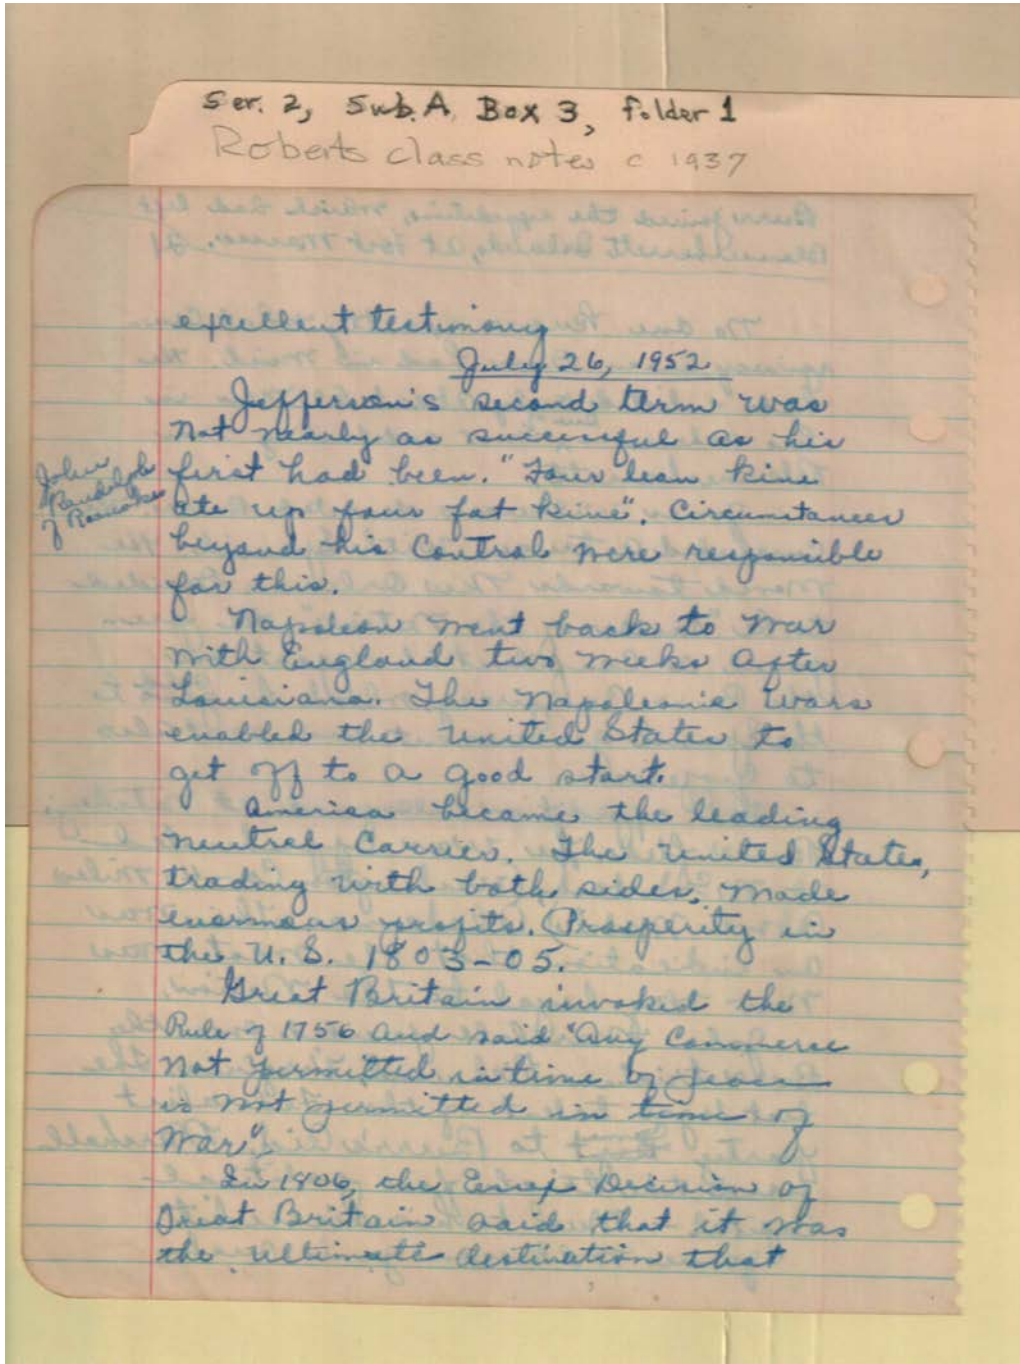 Ser. 2, Sub. A Box 3, folder 1
Roberts class notes c 1937
excellent testimony
July 26, 1952
Jefferson's second term was
not nearly as successful as his
first had been. "Four lean kine
ate up four fat kine". Circumstances
beyond his control were responsible
for this.
John
Randolph
of Roanoke
Napoleon went back to war
with England two weeks after
Louisiana. The Napoleonic Wars
enabled the United States to
get off to a good start.
America became the leading
neutral carrier. The United States,
trading with both sides, made
enormous profits. Prosperity in
the U. S. 1803-05.
Great Britain invoked the
Rule of 1756 and said "Any commerce
not permitted in time of peace
is not permitted in time of
war".
In 1806, the Essex Decision of
Great Britain said that it was
the ultimate destination that